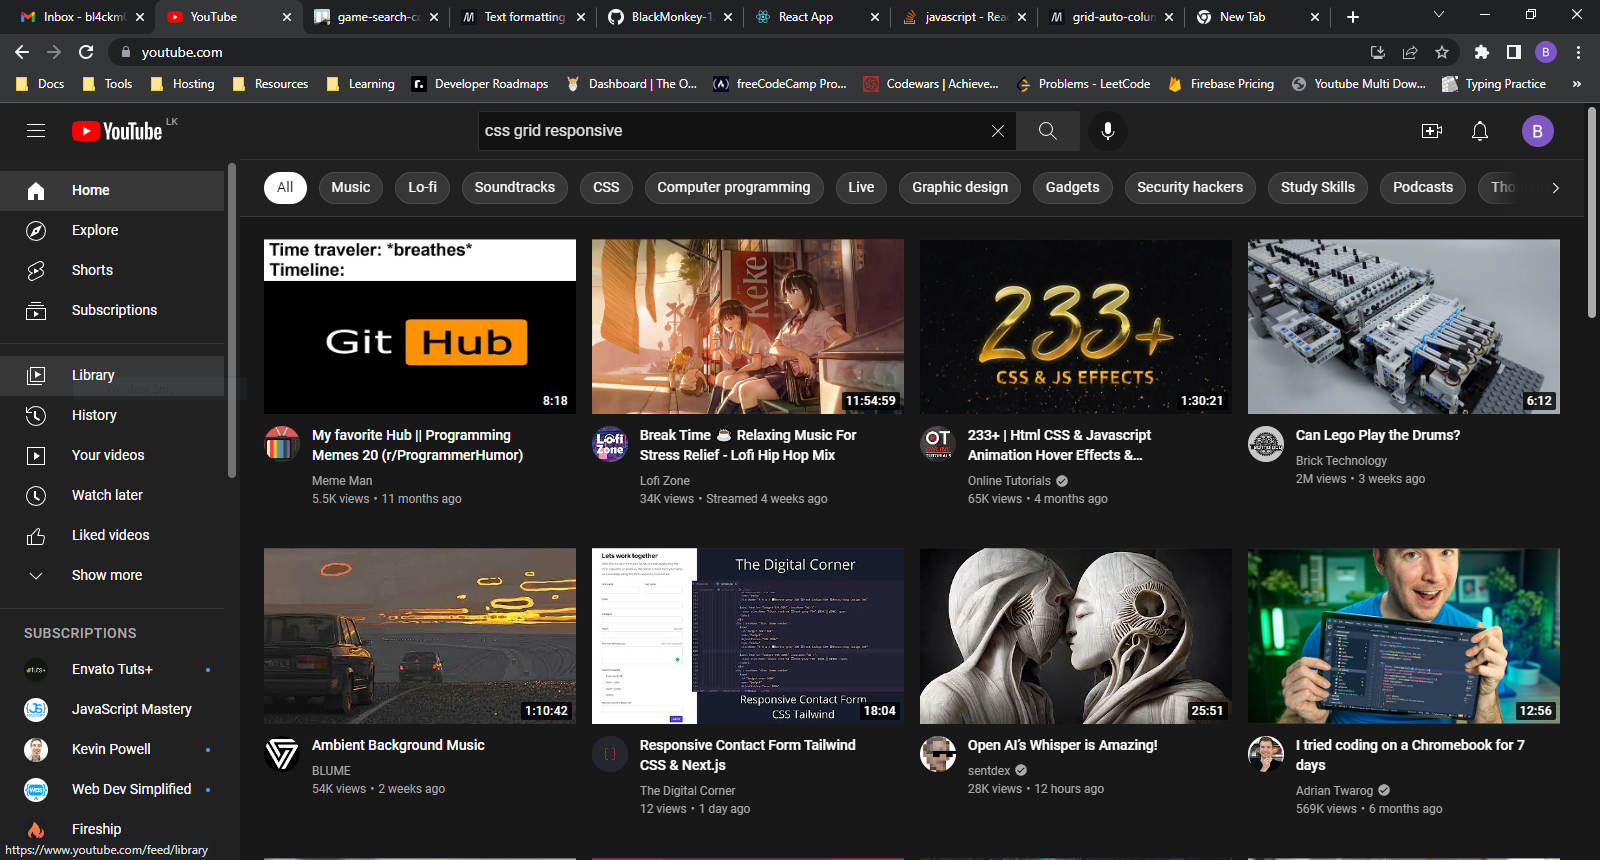 Inbox - bl4ckm
YouTube
game-search-co
Text formatting
BlackMonkey-1
React App
javascript - Rea
grid-auto-colum
New Tab
youtube.com
B
Docs
Tools
Hosting
Resources
Learning
Developer Roadmaps
Dashboard | The O...
freeCodeCamp Pro...
Codewars | Achieve...
Problems - LeetCode
Firebase Pricing
Youtube Multi Dow...
Typing Practice
YouTube LK
css grid responsive
B
All
Music
Lo-fi
Soundtracks
CSS
Computer programming
Live
Graphic design
Gadgets
Security hackers
Study Skills
Podcasts
Home
Explore
Shorts
Subscriptions
Library
History
Your videos
Watch later
Liked videos
Show more
SUBSCRIPTIONS
Envato Tuts+
JavaScript Mastery
Kevin Powell
Web Dev Simplified
Fireship
https://www.youtube.com/feed/library
Time traveler: *breathes*
Timeline:
Git Hub
8:18
My favorite Hub || Programming
Memes 20 (r/ProgrammerHumor)
Meme Man
5.5K views • 11 months ago
Keke
11:54:59
Lofi
Zone
Break Time ☕ Relaxing Music For
Stress Relief - Lofi Hip Hop Mix
Lofi Zone
34K views • Streamed 4 weeks ago
233+
CSS & JS EFFECTS
1:30:21
OT
ONLINE
TUTORIALS
233+ | Html CSS & Javascript
Animation Hover Effects &...
Online Tutorials
65K views • 4 months ago
6:12
Can Lego Play the Drums?
Brick Technology
2M views • 3 weeks ago
1:10:42
Ambient Background Music
BLUME
54K views • 2 weeks ago
Lets work together
The Digital Corner
Responsive Contact Form
CSS Tailwind
18:04
Responsive Contact Form Tailwind
CSS & Next.js
The Digital Corner
12 views • 1 day ago
25:51
Open AI's Whisper is Amazing!
sentdex
28K views • 12 hours ago
12:56
I tried coding on a Chromebook for 7
days
Adrian Twarog
569K views • 6 months ago